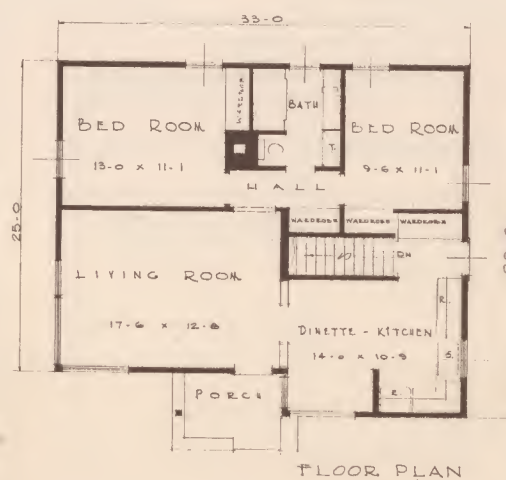 33-0
WARDROBE
BATH
BED ROOM
BED ROOM
13-0 x 11-1
T.
9-6 x 11-1
HALL
25-0
WARDROBE
WARDROBE
WARDROBE
DN
LIVING ROOM
R.
17-6 x 12-8
DINETTE - KITCHEN
14-0 x 10-9
S.
R.
PORCH
FLOOR PLAN